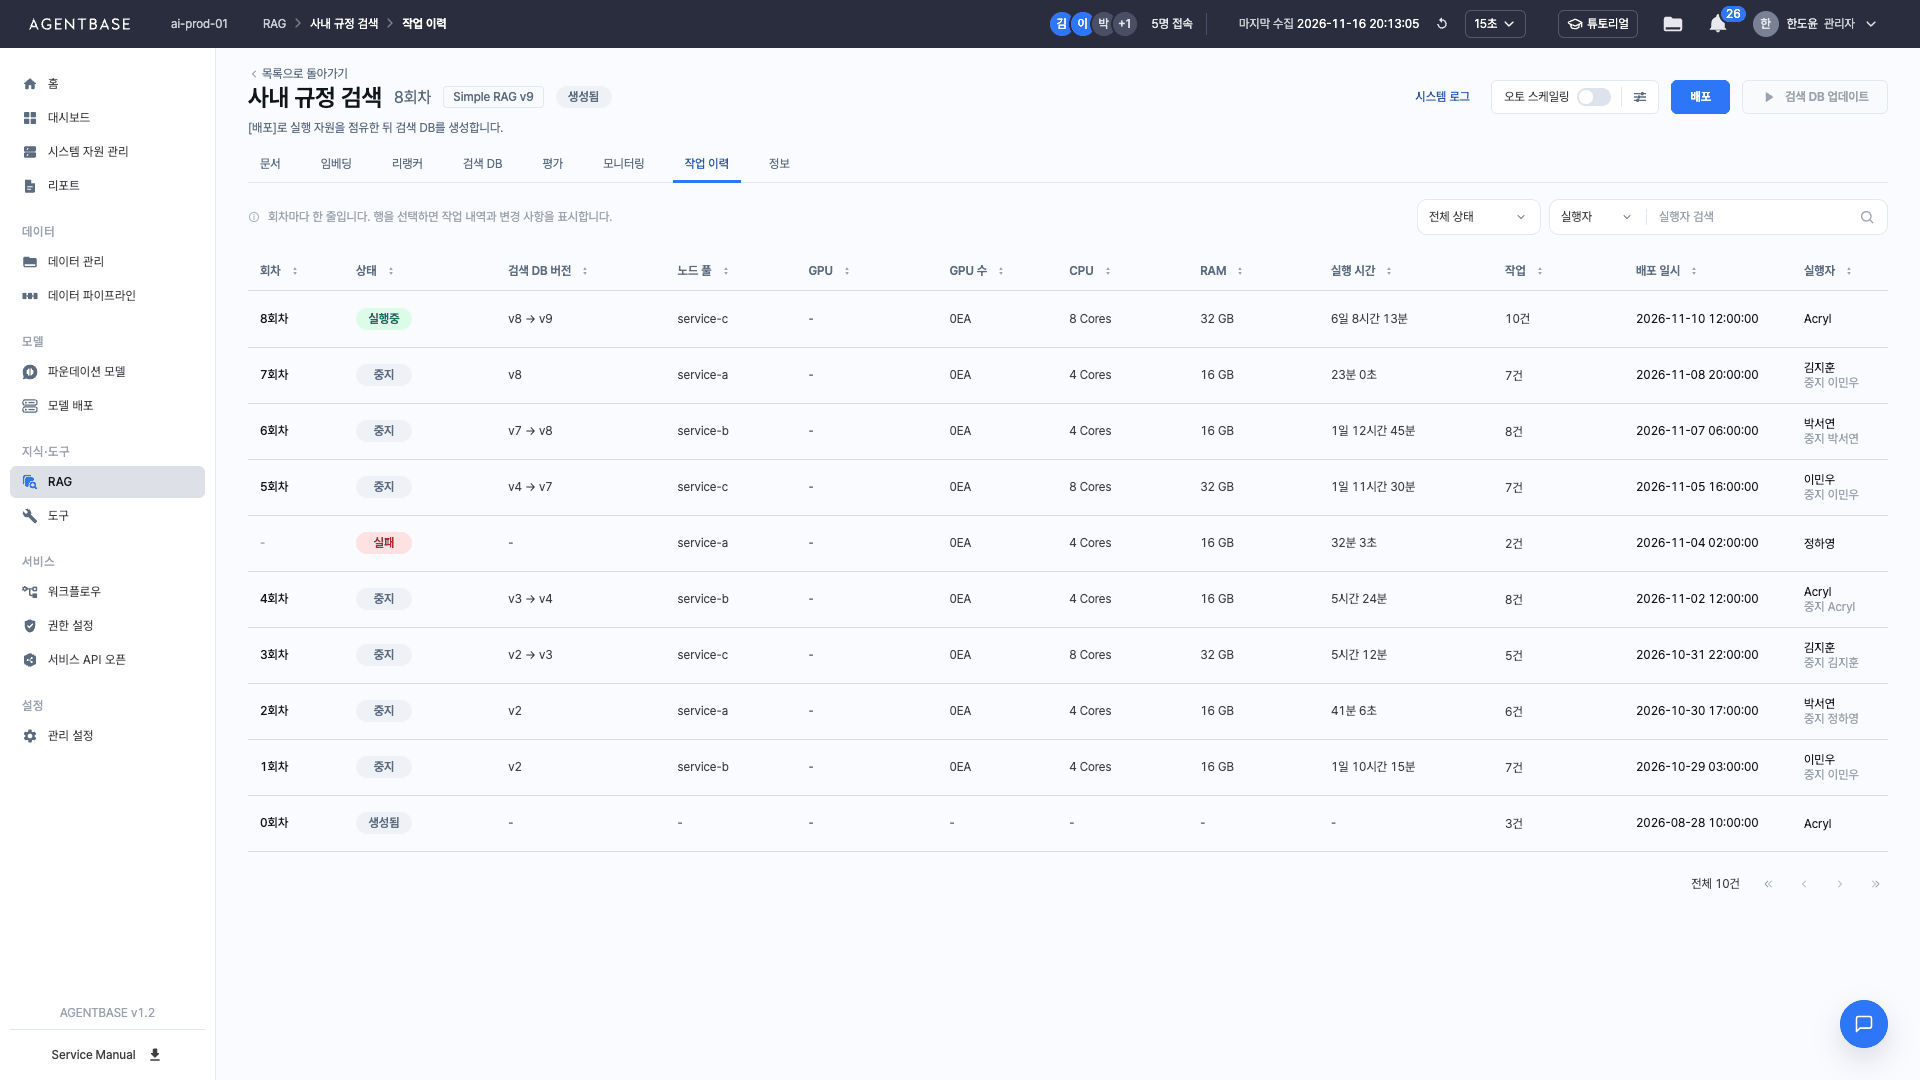 AGENTBASE
ai-prod-01
RAG > 사내 규정 검색 > 작업 이력
김 이 박 +1 5명 접속
마지막 수집 2026-11-16 20:13:05
15초
튜토리얼
26
한 한도윤 관리자
홈
대시보드
시스템 자원 관리
리포트
데이터
데이터 관리
데이터 파이프라인
모델
파운데이션 모델
모델 배포
지식·도구
RAG
도구
서비스
워크플로우
권한 설정
서비스 API 오픈
설정
관리 설정
AGENTBASE v1.2
Service Manual
목록으로 돌아가기
사내 규정 검색 8회차 Simple RAG v9 생성됨
[배포]로 실행 자원을 점유한 뒤 검색 DB를 생성합니다.
시스템 로그 오토 스케일링 배포 검색 DB 업데이트
문서 임베딩 리랭커 검색 DB 평가 모니터링 작업 이력 정보
회차마다 한 줄입니다. 행을 선택하면 작업 내역과 변경 사항을 표시합니다.
전체 상태 실행자 실행자 검색
회차 상태 검색 DB 버전 노드 풀 GPU GPU 수 CPU RAM 실행 시간 작업 배포 일시 실행자
8회차 실행중 v8 → v9 service-c - 0EA 8 Cores 32 GB 6일 8시간 13분 10건 2026-11-10 12:00:00 Acryl
7회차 중지 v8 service-a - 0EA 4 Cores 16 GB 23분 0초 7건 2026-11-08 20:00:00 김지훈
중지 이민우
6회차 중지 v7 → v8 service-b - 0EA 4 Cores 16 GB 1일 12시간 45분 8건 2026-11-07 06:00:00 박서연
중지 박서연
5회차 중지 v4 → v7 service-c - 0EA 8 Cores 32 GB 1일 11시간 30분 7건 2026-11-05 16:00:00 이민우
중지 이민우
- 실패 - service-a - 0EA 4 Cores 16 GB 32분 3초 2건 2026-11-04 02:00:00 정하영
4회차 중지 v3 → v4 service-b - 0EA 4 Cores 16 GB 5시간 24분 8건 2026-11-02 12:00:00 Acryl
중지 Acryl
3회차 중지 v2 → v3 service-c - 0EA 8 Cores 32 GB 5시간 12분 5건 2026-10-31 22:00:00 김지훈
중지 김지훈
2회차 중지 v2 service-a - 0EA 4 Cores 16 GB 41분 6초 6건 2026-10-30 17:00:00 박서연
중지 정하영
1회차 중지 v2 service-b - 0EA 4 Cores 16 GB 1일 10시간 15분 7건 2026-10-29 03:00:00 이민우
중지 이민우
0회차 생성됨 - - - - - - - 3건 2026-08-28 10:00:00 Acryl
전체 10건 « ‹ › »